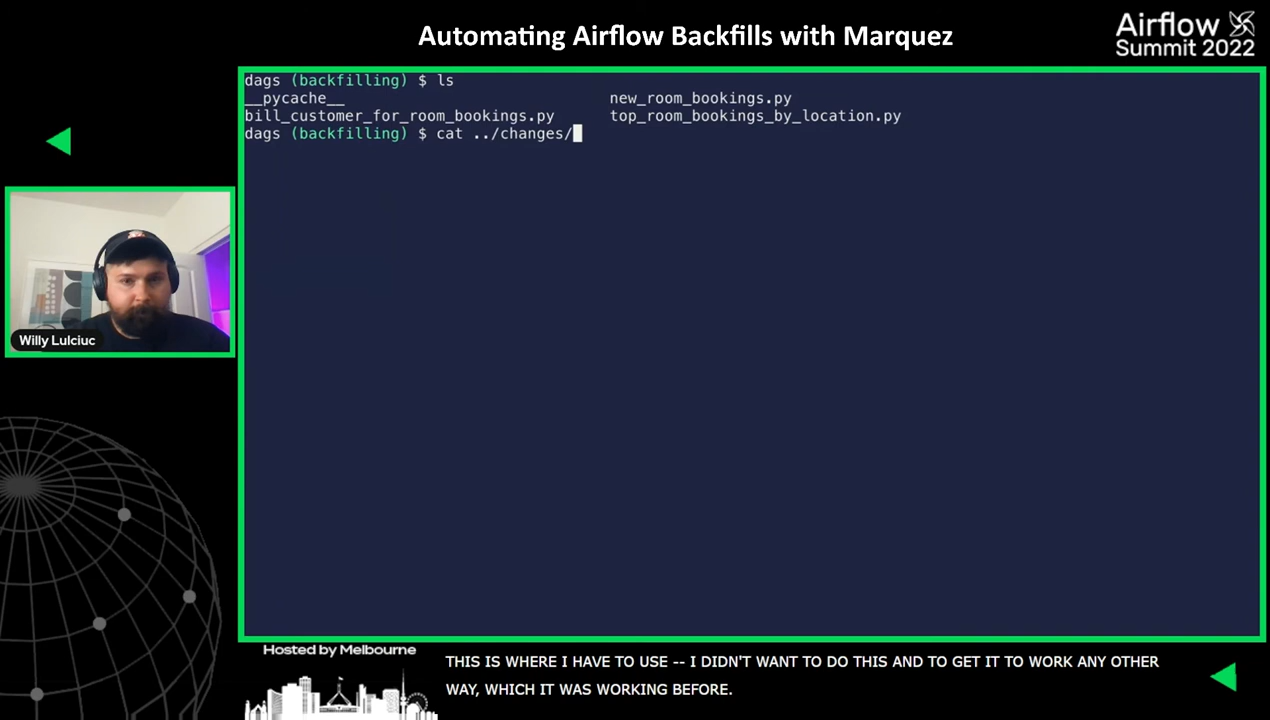 Automating Airflow Backfills with Marquez
Airflow
Summit 2022
dags (backfilling) $ ls
__pycache__ new_room_bookings.py
bill_customer_for_room_bookings.py top_room_bookings_by_location.py
dags (backfilling) $ cat ../changes/
Willy Lulciuc
Hosted by Melbourne
THIS IS WHERE I HAVE TO USE -- I DIDN'T WANT TO DO THIS AND TO GET IT TO WORK ANY OTHER
WAY, WHICH IT WAS WORKING BEFORE.